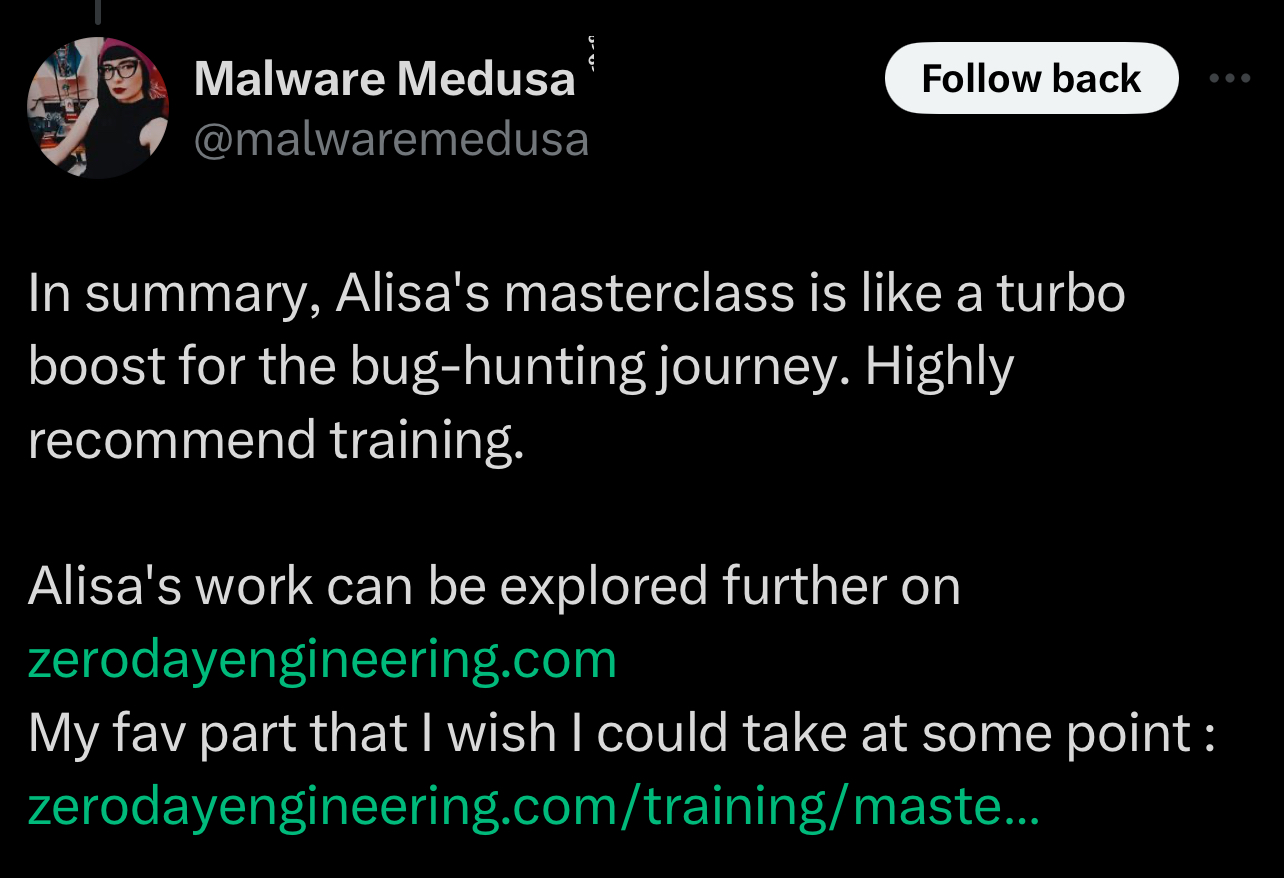 Malware Medusa
Follow back
@malwaremedusa
In summary, Alisa's masterclass is like a turbo
boost for the bug-hunting journey. Highly
recommend training.
Alisa's work can be explored further on
zerodayengineering.com
My fav part that I wish I could take at some point :
zerodayengineering.com/training/maste...